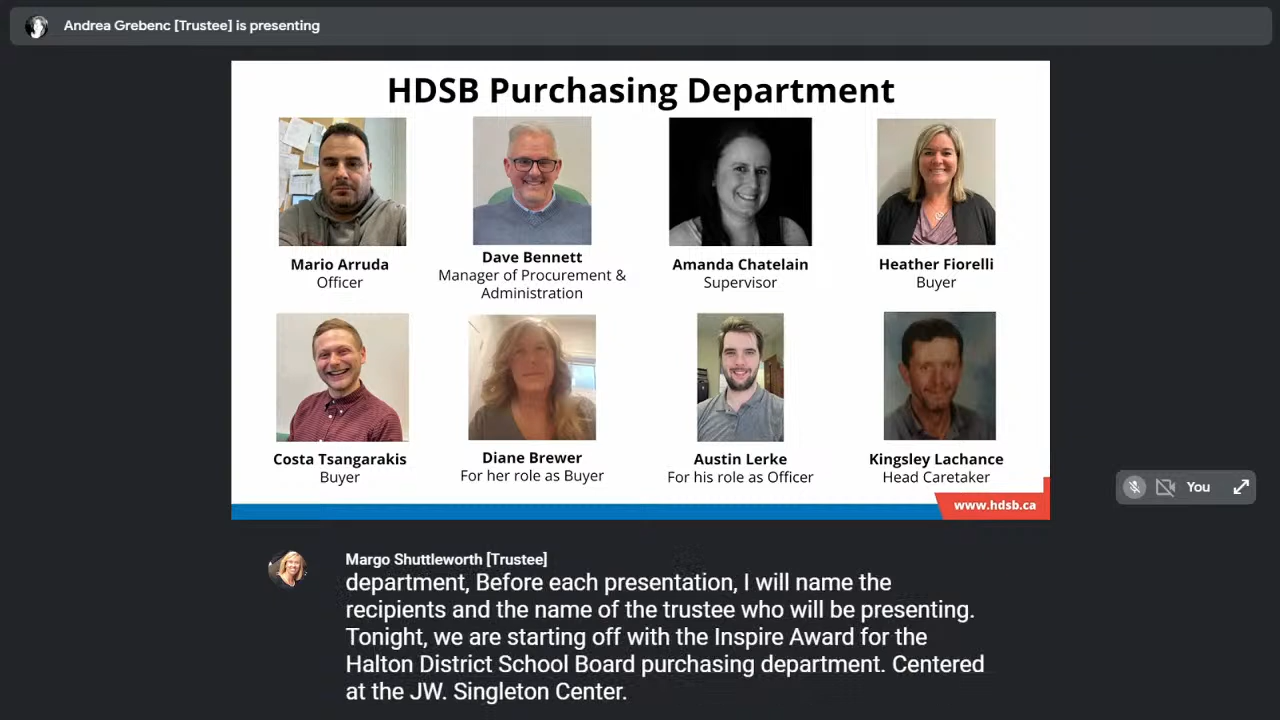 Andrea Grebenc [Trustee] is presenting
HDSB Purchasing Department
Mario Arruda
Officer
Dave Bennett
Manager of Procurement &
Administration
Amanda Chatelain
Supervisor
Heather Fiorelli
Buyer
Costa Tsangarakis
Buyer
Diane Brewer
For her role as Buyer
Austin Lerke
For his role as Officer
Kingsley Lachance
Head Caretaker
www.hdsb.ca
You
Margo Shuttleworth [Trustee]
department, Before each presentation, I will name the
recipients and the name of the trustee who will be presenting.
Tonight, we are starting off with the Inspire Award for the
Halton District School Board purchasing department. Centered
at the JW. Singleton Center.